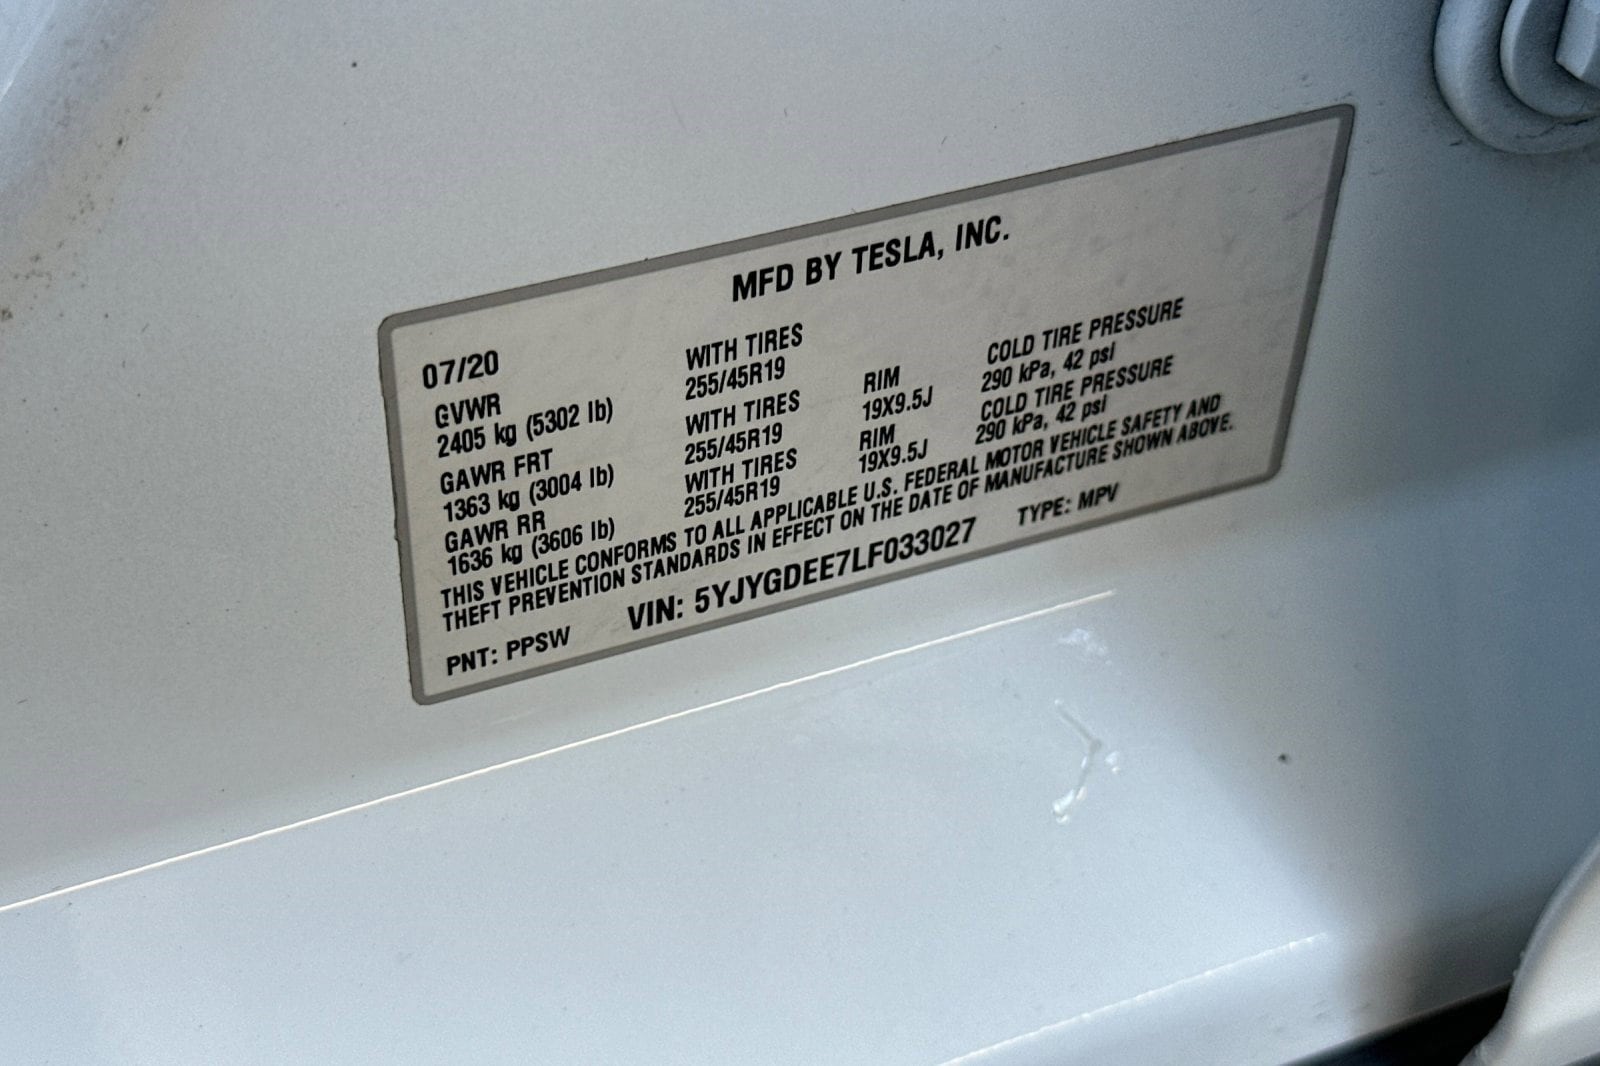 MFD BY TESLA, INC.
07/20
GVWR
2405 kg (5302 lb)
WITH TIRES
255/45R19
GAWR FRT
1363 kg (3004 lb)
WITH TIRES
255/45R19
RIM
19X9.5J
COLD TIRE PRESSURE
290 kPa, 42 psi
GAWR RR
1636 kg (3606 lb)
WITH TIRES
255/45R19
RIM
19X9.5J
COLD TIRE PRESSURE
290 kPa, 42 psi
THIS VEHICLE CONFORMS TO ALL APPLICABLE U.S. FEDERAL MOTOR VEHICLE SAFETY AND
THEFT PREVENTION STANDARDS IN EFFECT ON THE DATE OF MANUFACTURE SHOWN ABOVE.
PNT: PPSW VIN: 5YJYGDEE7LF033027 TYPE: MPV